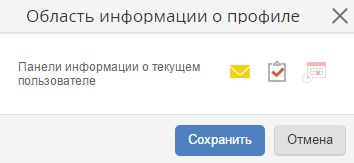 Область информации о профиле
Панели информации о текущем
пользователе
Сохранить
Отмена